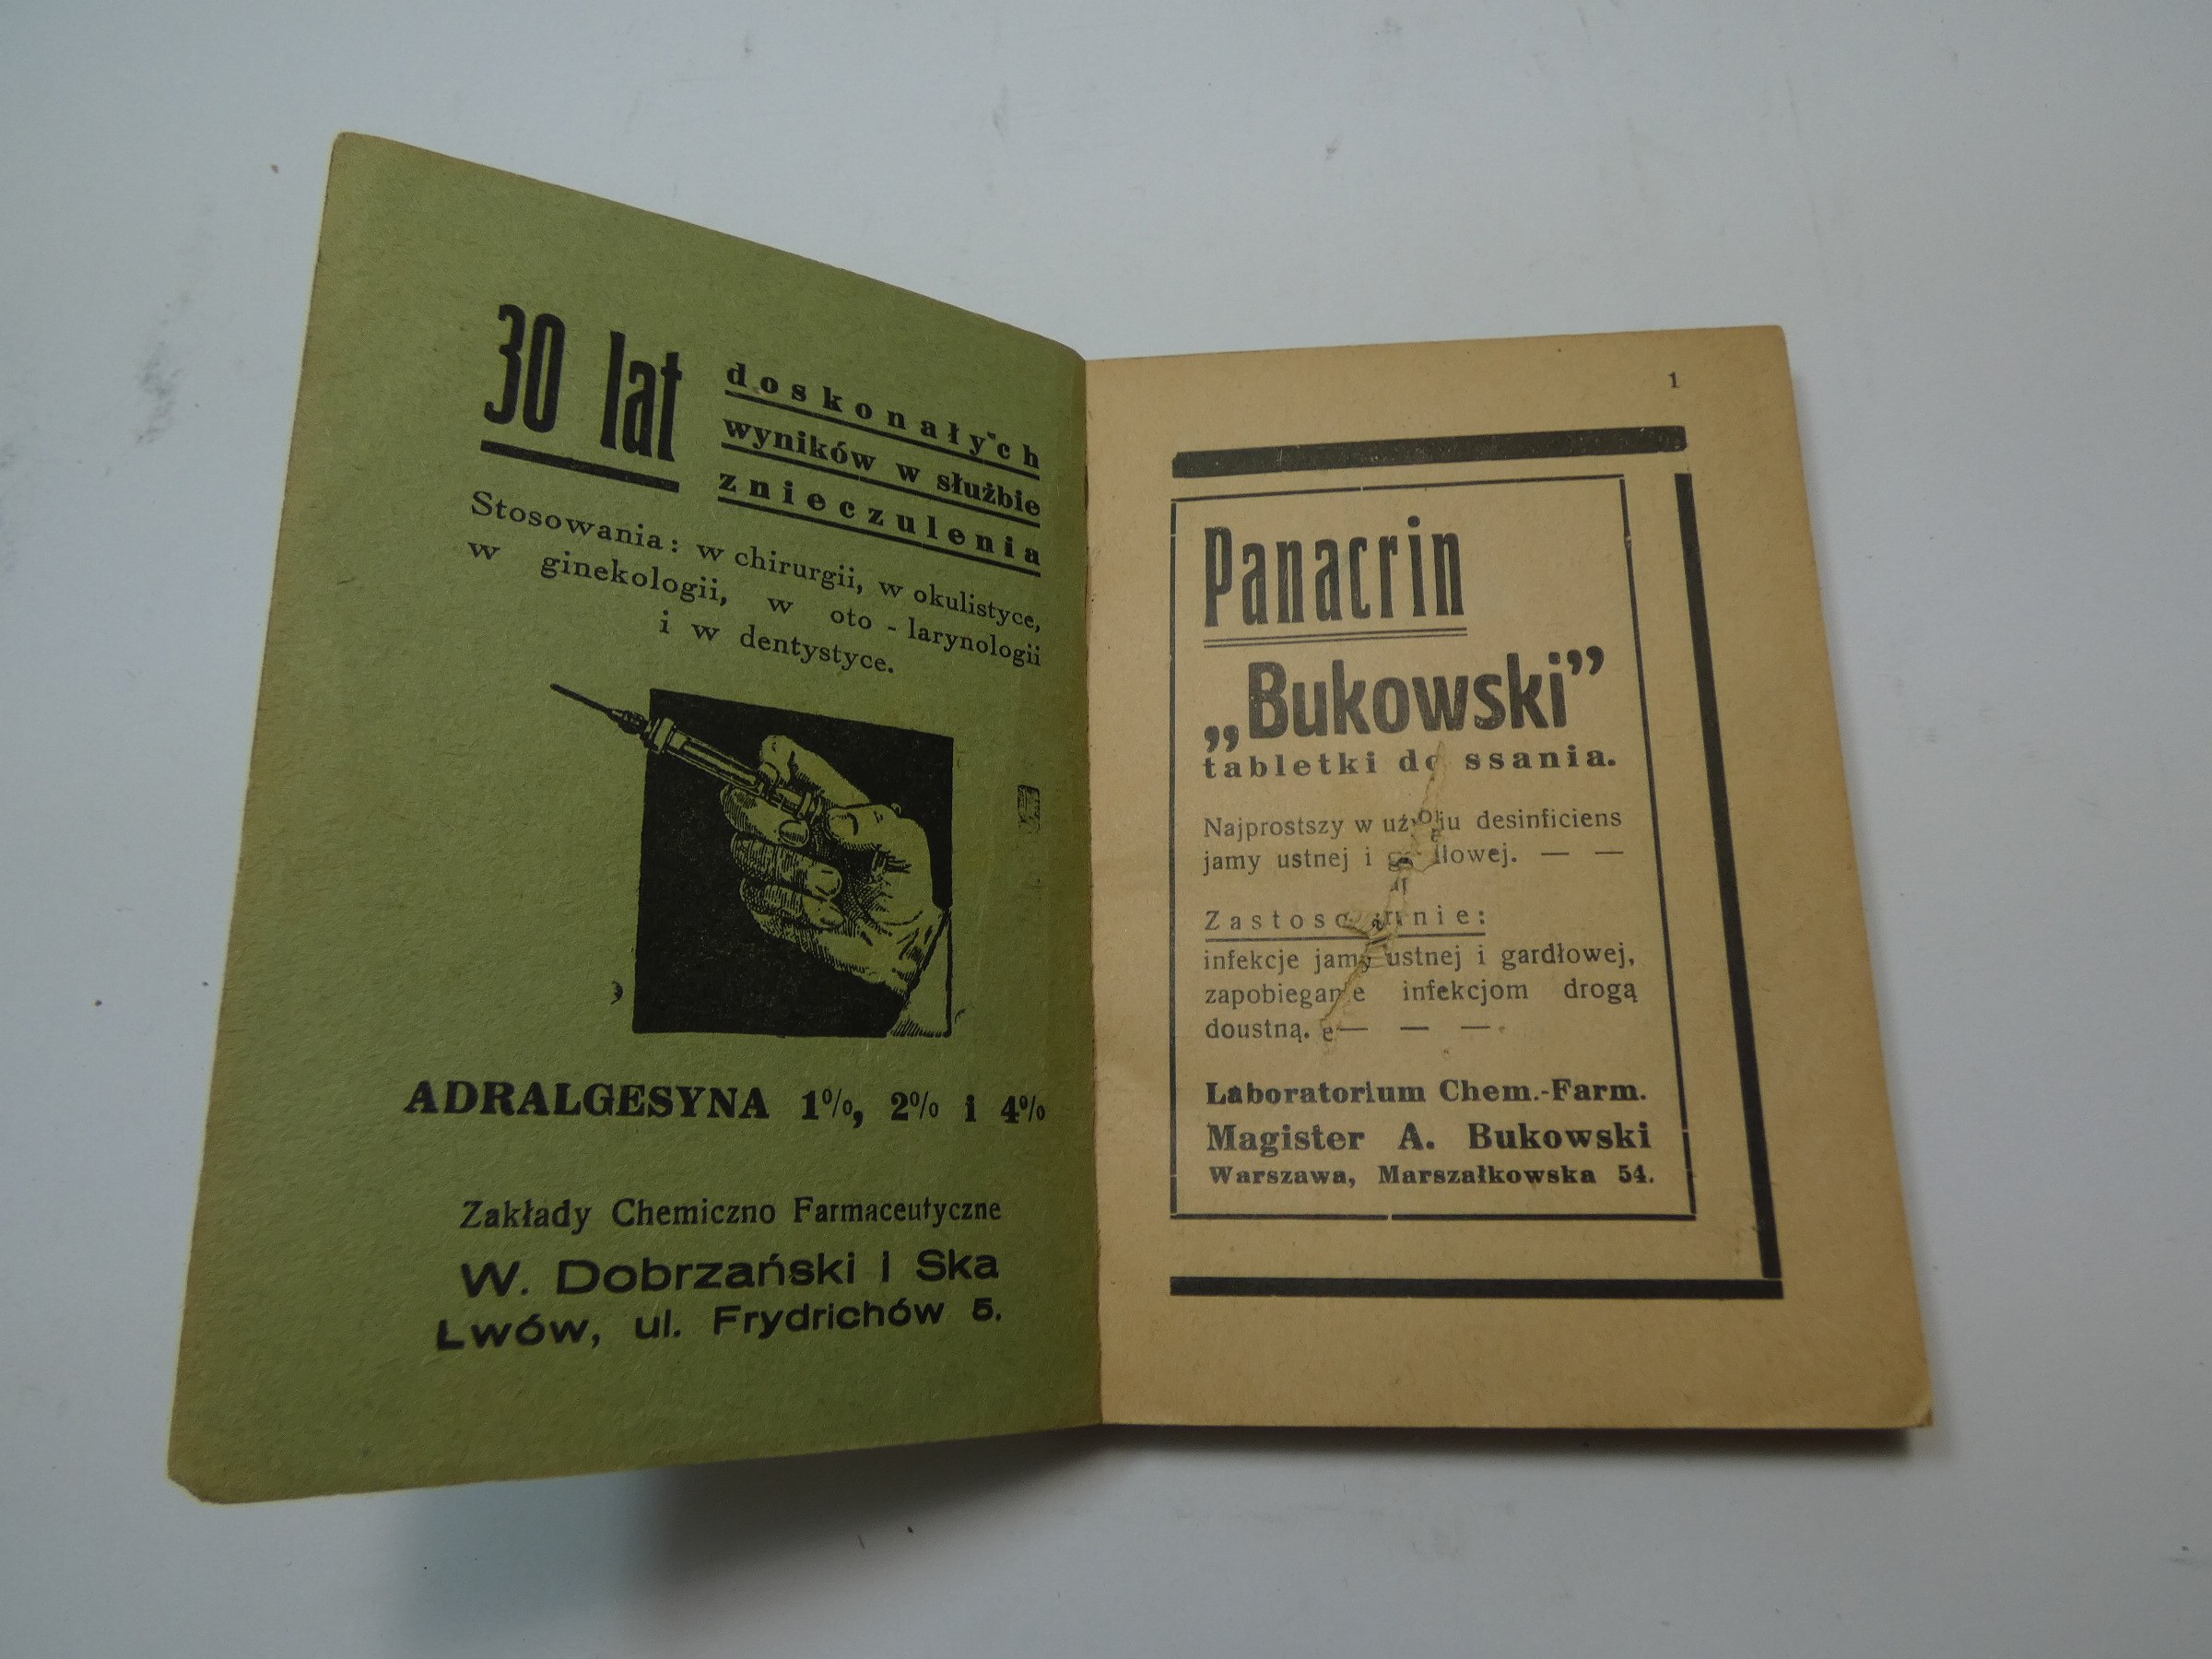 30 lat
doskonałych
wyników w służbie
znieczulenia
Stosowania: w chirurgii, w okulistyce,
w ginekologii, w oto - larynologii
i w dentystyce.
ADRALGESYNA 1%, 2% i 4%
Zakłady Chemiczno Farmaceutyczne
W. Dobrzański i Ska
Lwów, ul. Frydrichów 5.
1
Panacrin
„Bukowski”
tabletki do ssania.
Najprostszy w użyciu desinficiens
jamy ustnej i gardłowej. — —
Zastosowanie:
infekcje jamy ustnej i gardłowej,
zapobieganie infekcjom drogą
doustną. — — —
Laboratorium Chem.-Farm.
Magister A. Bukowski
Warszawa, Marszałkowska 54.